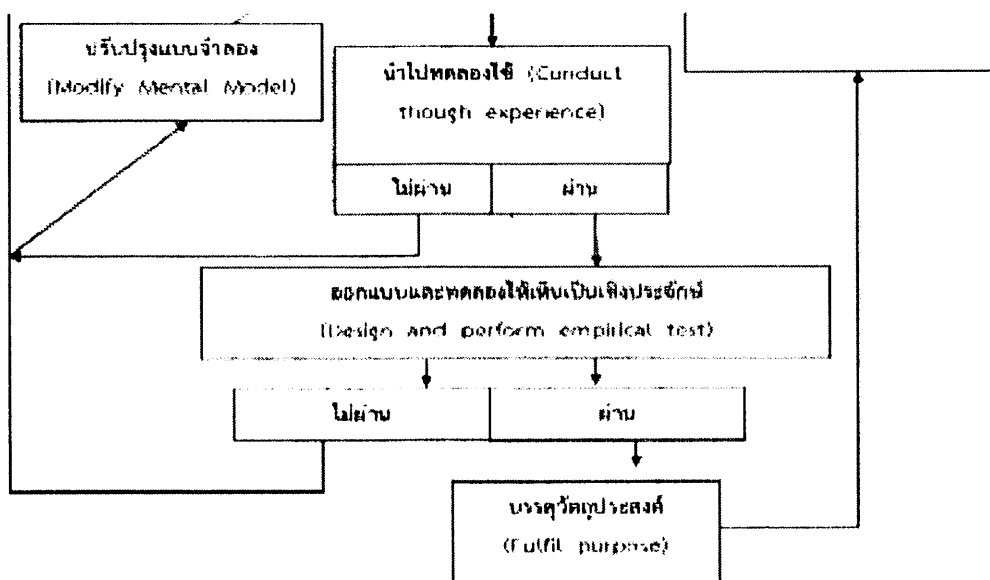 ปรับปรุงแบบจำลอง
(Modify Mental Model)
นำไปทดลองใช้ (Conduct
though experience)
ไม่ผ่าน
ผ่าน
ออกแบบและทดลองให้เห็นเป็นเชิงประจักษ์
(Design and perform empirical test)
ไม่ผ่าน
ผ่าน
บรรลุวัตถุประสงค์
(Fulfil purpose)